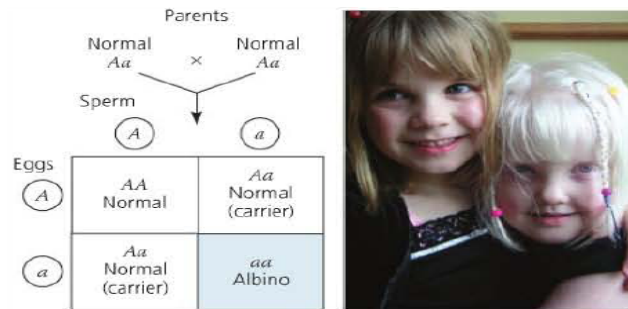 Parents
Normal Normal
Aa × Aa
Sperm
A a
Eggs
A
AA
Normal
Aa
Normal
(carrier)
a
Aa
Normal
(carrier)
aa
Albino